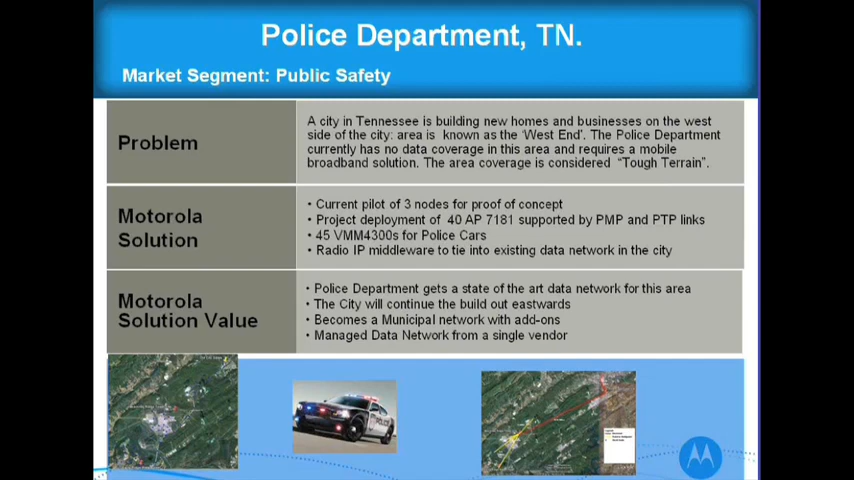 Police Department, TN.
Market Segment: Public Safety
Problem
A city in Tennessee is building new homes and businesses on the west
side of the city: area is known as the ‘West End’. The Police Department
currently has no data coverage in this area and requires a mobile
broadband solution. The area coverage is considered “Tough Terrain”.
Motorola
Solution
• Current pilot of 3 nodes for proof of concept
• Project deployment of 40 AP 7181 supported by PMP and PTP links
• 45 VMM4300s for Police Cars
• Radio IP middleware to tie into existing data network in the city
Motorola
Solution Value
• Police Department gets a state of the art data network for this area
• The City will continue the build out eastwards
• Becomes a Municipal network with add-ons
• Managed Data Network from a single vendor